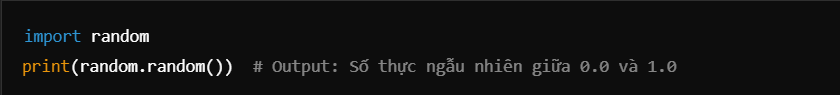 import random
print(random.random())  # Output: Số thực ngẫu nhiên giữa 0.0 và 1.0